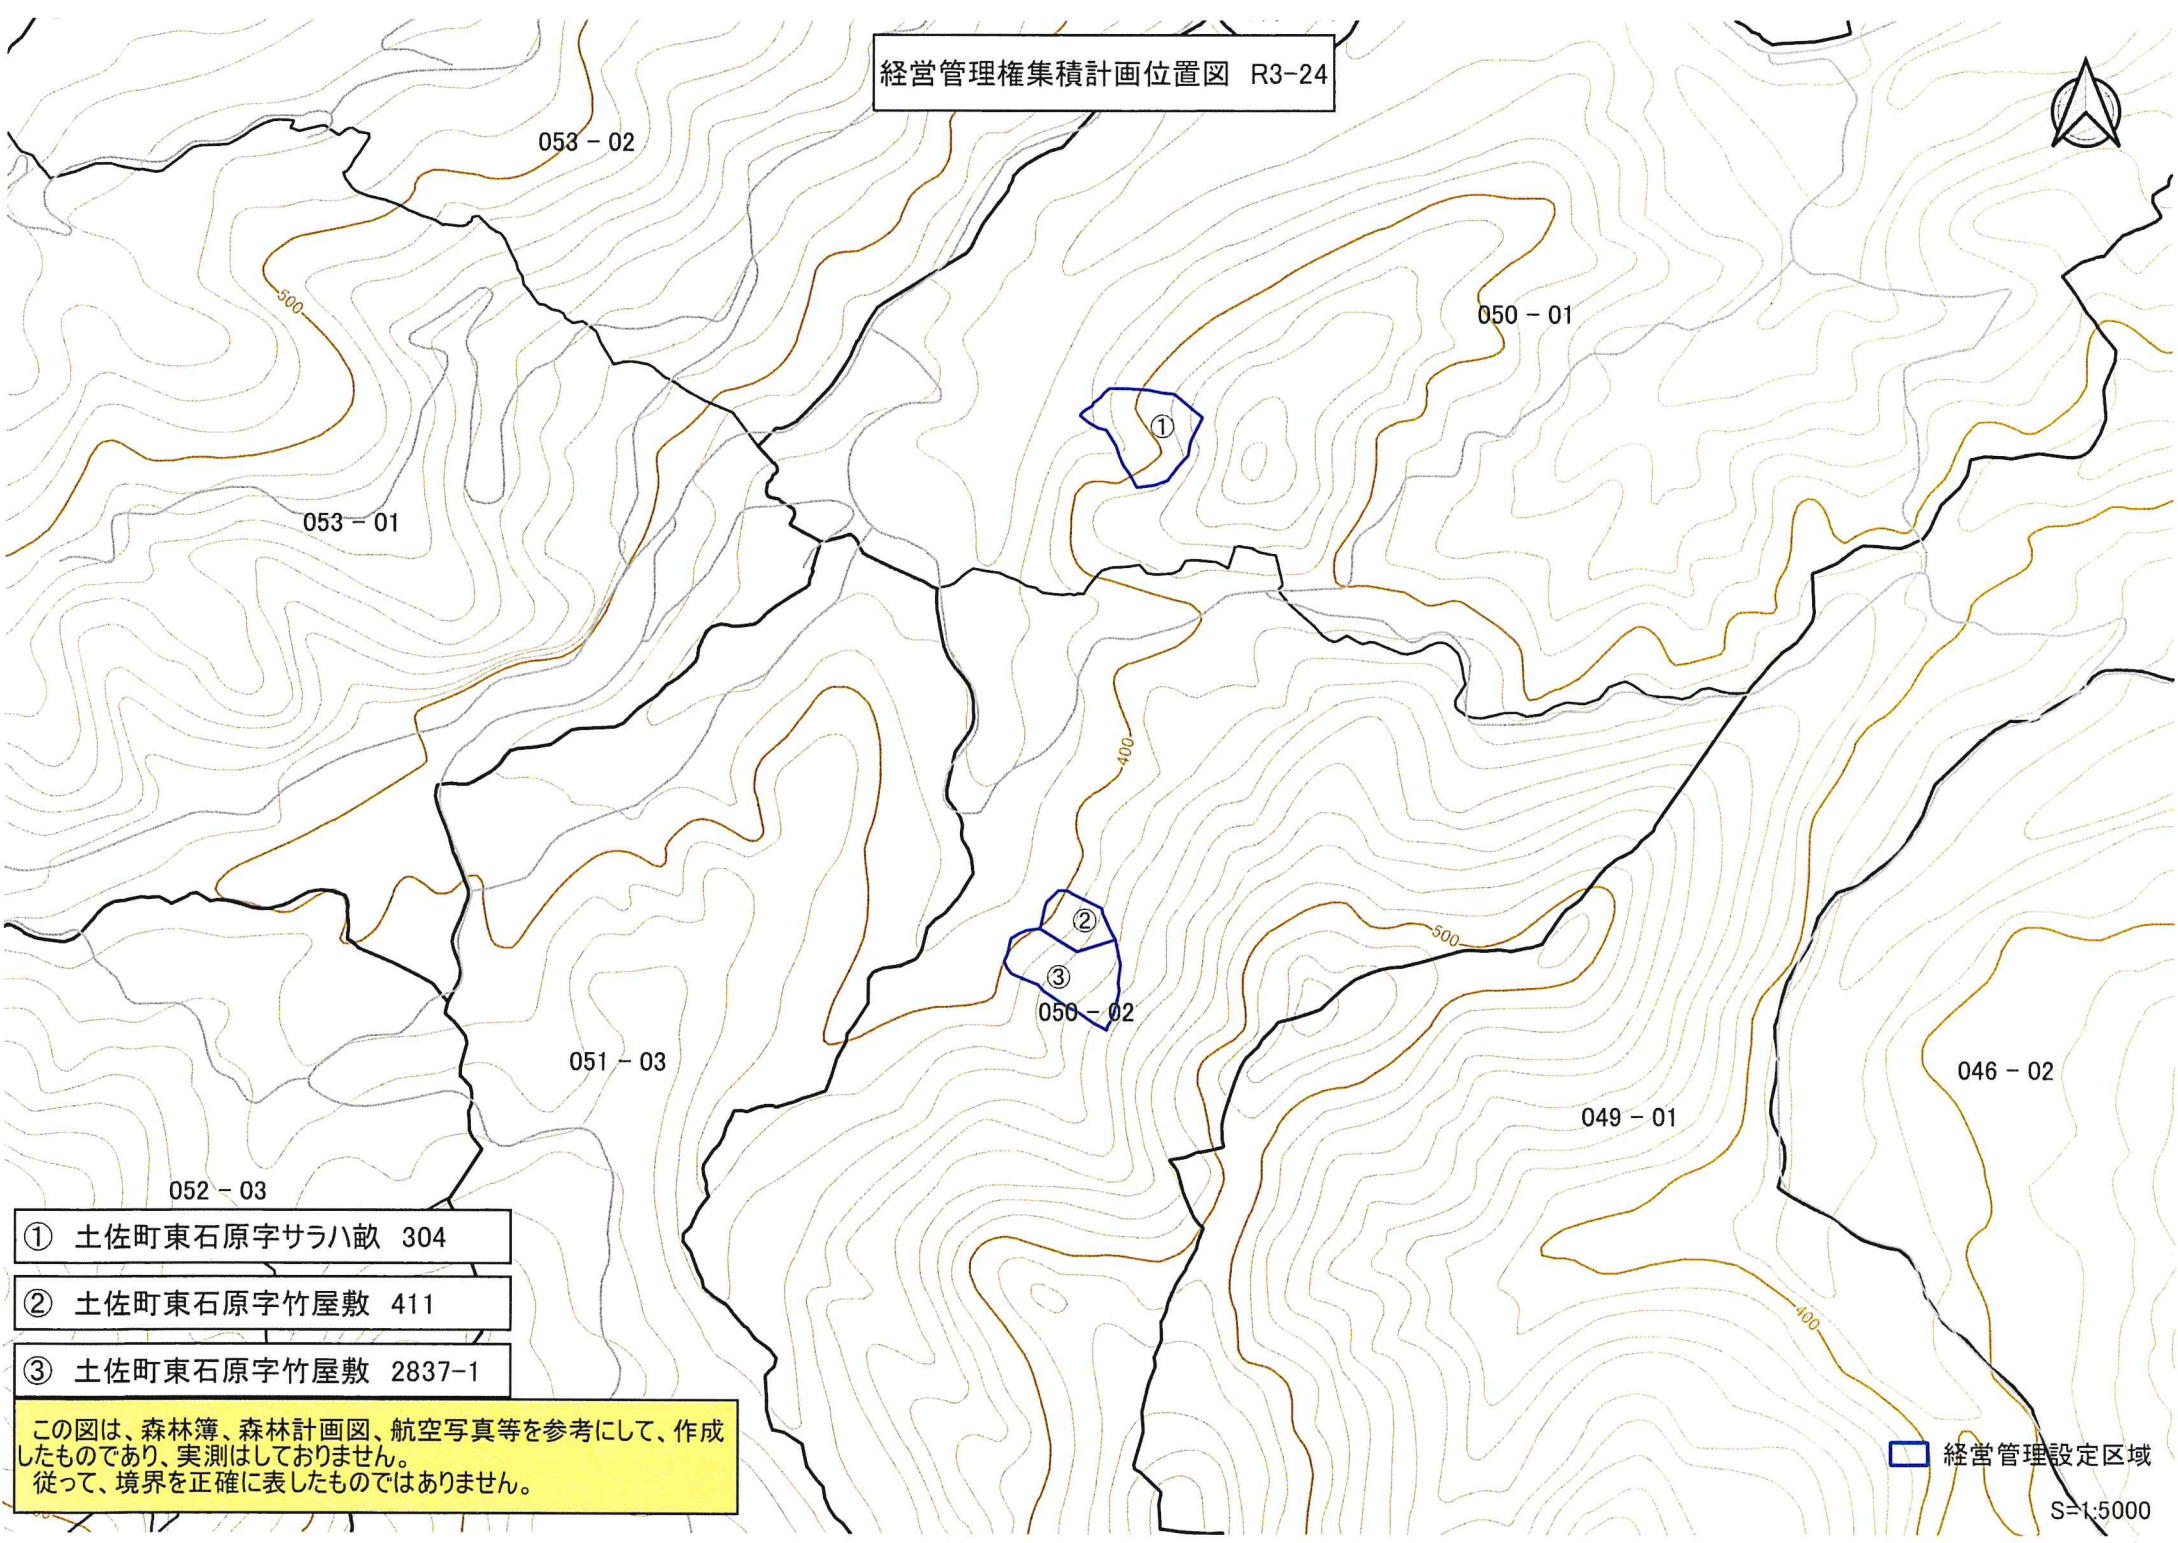 経営管理権集積計画位置図 R3-24
053-02
500
050-01
053-01
400
500
050-02
051-03
046-02
049-01
052-03
400
① 土佐町東石原字サラハ畝 304
② 土佐町東石原字竹屋敷 411
③ 土佐町東石原字竹屋敷 2837-1
この図は、森林簿、森林計画図、航空写真等を参考にして、作成
したものであり、実測はしておりません。
従って、境界を正確に表したものではありません。
①
②
③
経営管理設定区域
S=1:5000